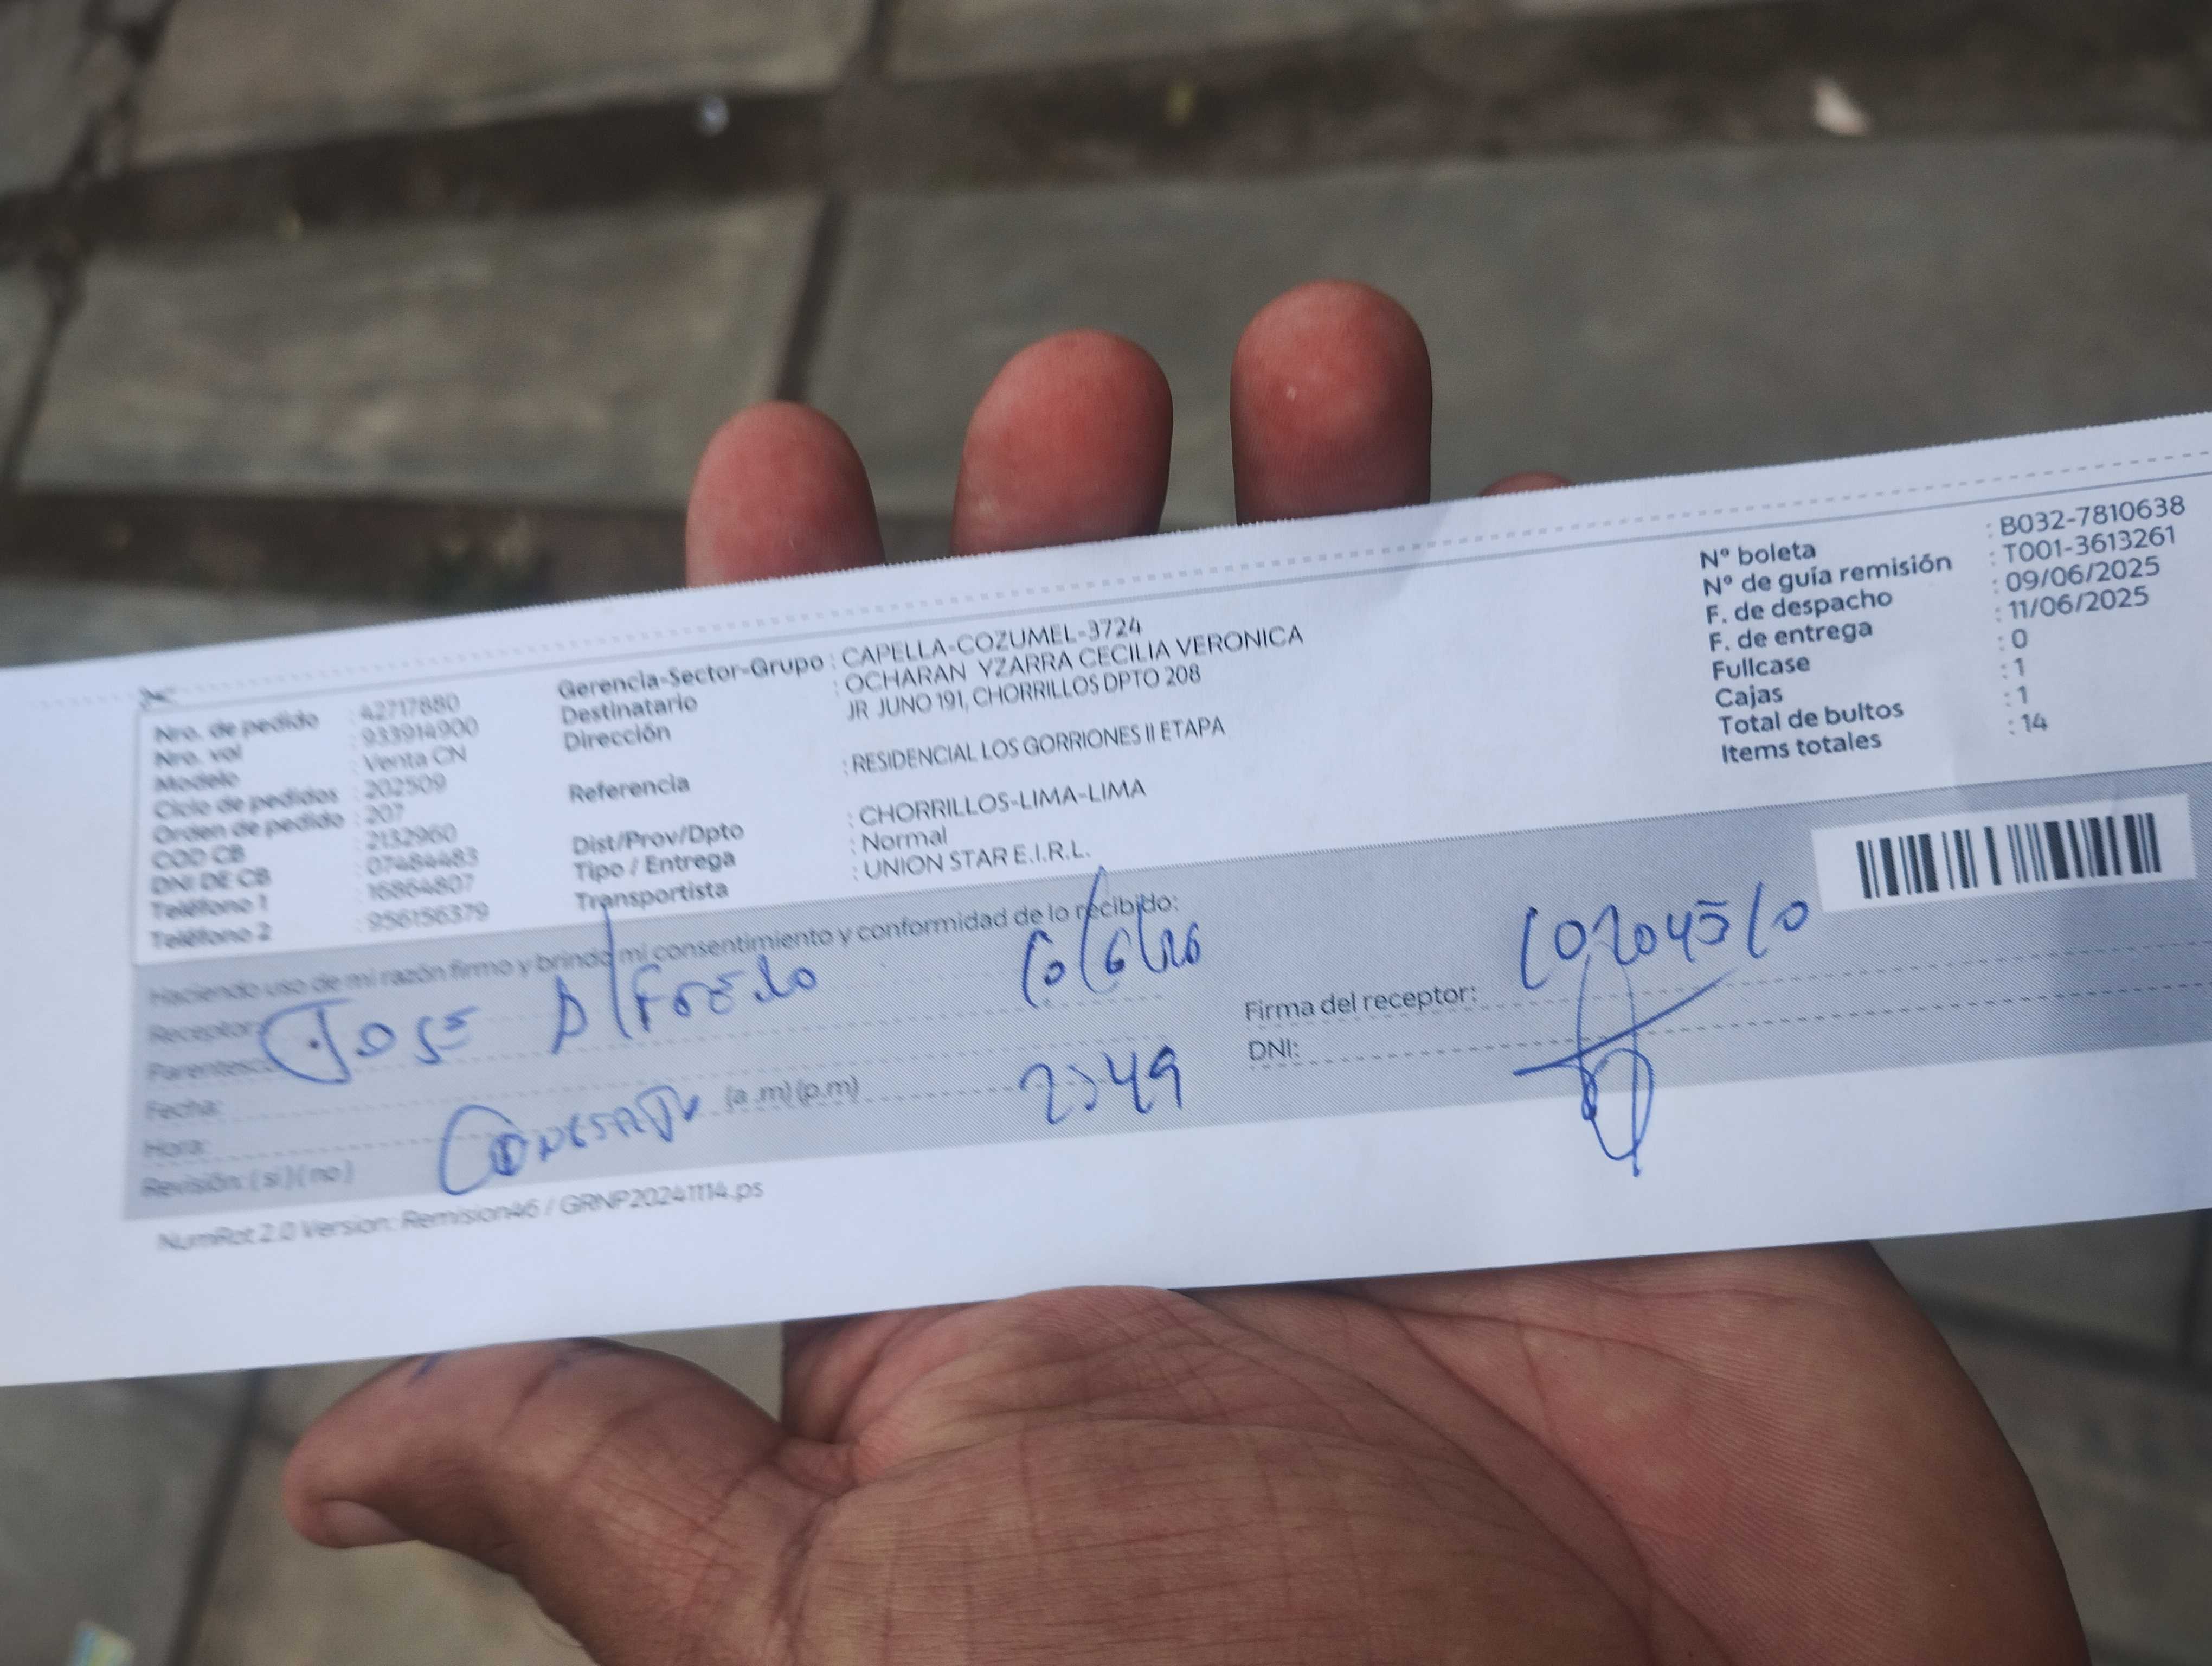 Nro. de pedido : 42717880
Nro. vol : 933914900
Modelo : Venta CN
Ciclo de pedidos : 202509
Orden de pedido : 207
COD CB : 2132960
DNI DE CB : 07484483
Teléfono 1 : 16864807
Teléfono 2 : 956156379
Gerencia-Sector-Grupo : CAPELLA-COZUMEL-3724
Destinatario : OCHARAN YZARRA CECILIA VERONICA
Dirección JR JUNO 191, CHORRILLOS DPTO 208
Referencia : RESIDENCIAL LOS GORRIONES II ETAPA
Dist/Prov/Dpto : CHORRILLOS-LIMA-LIMA
Tipo / Entrega : Normal
Transportista : UNION STAR E.I.R.L.
N° boleta : B032-7810638
N° de guía remisión : T001-3613261
F. de despacho : 09/06/2025
F. de entrega : 11/06/2025
Fullcase : 0
Cajas : 1
Total de bultos : 1
Items totales : 14
Haciendo uso de mi razón firmo y brindo mi consentimiento y conformidad de lo recibido:
Receptor: JOSE Alfredo
Parentesco
Fecha:
Hora: (a .m) (p.m)
Revisión: ( si ) ( no )
Firma del receptor: 10204510
DNI:
NumRot 2.0 Version: Remision46 / GRNP20241114.ps